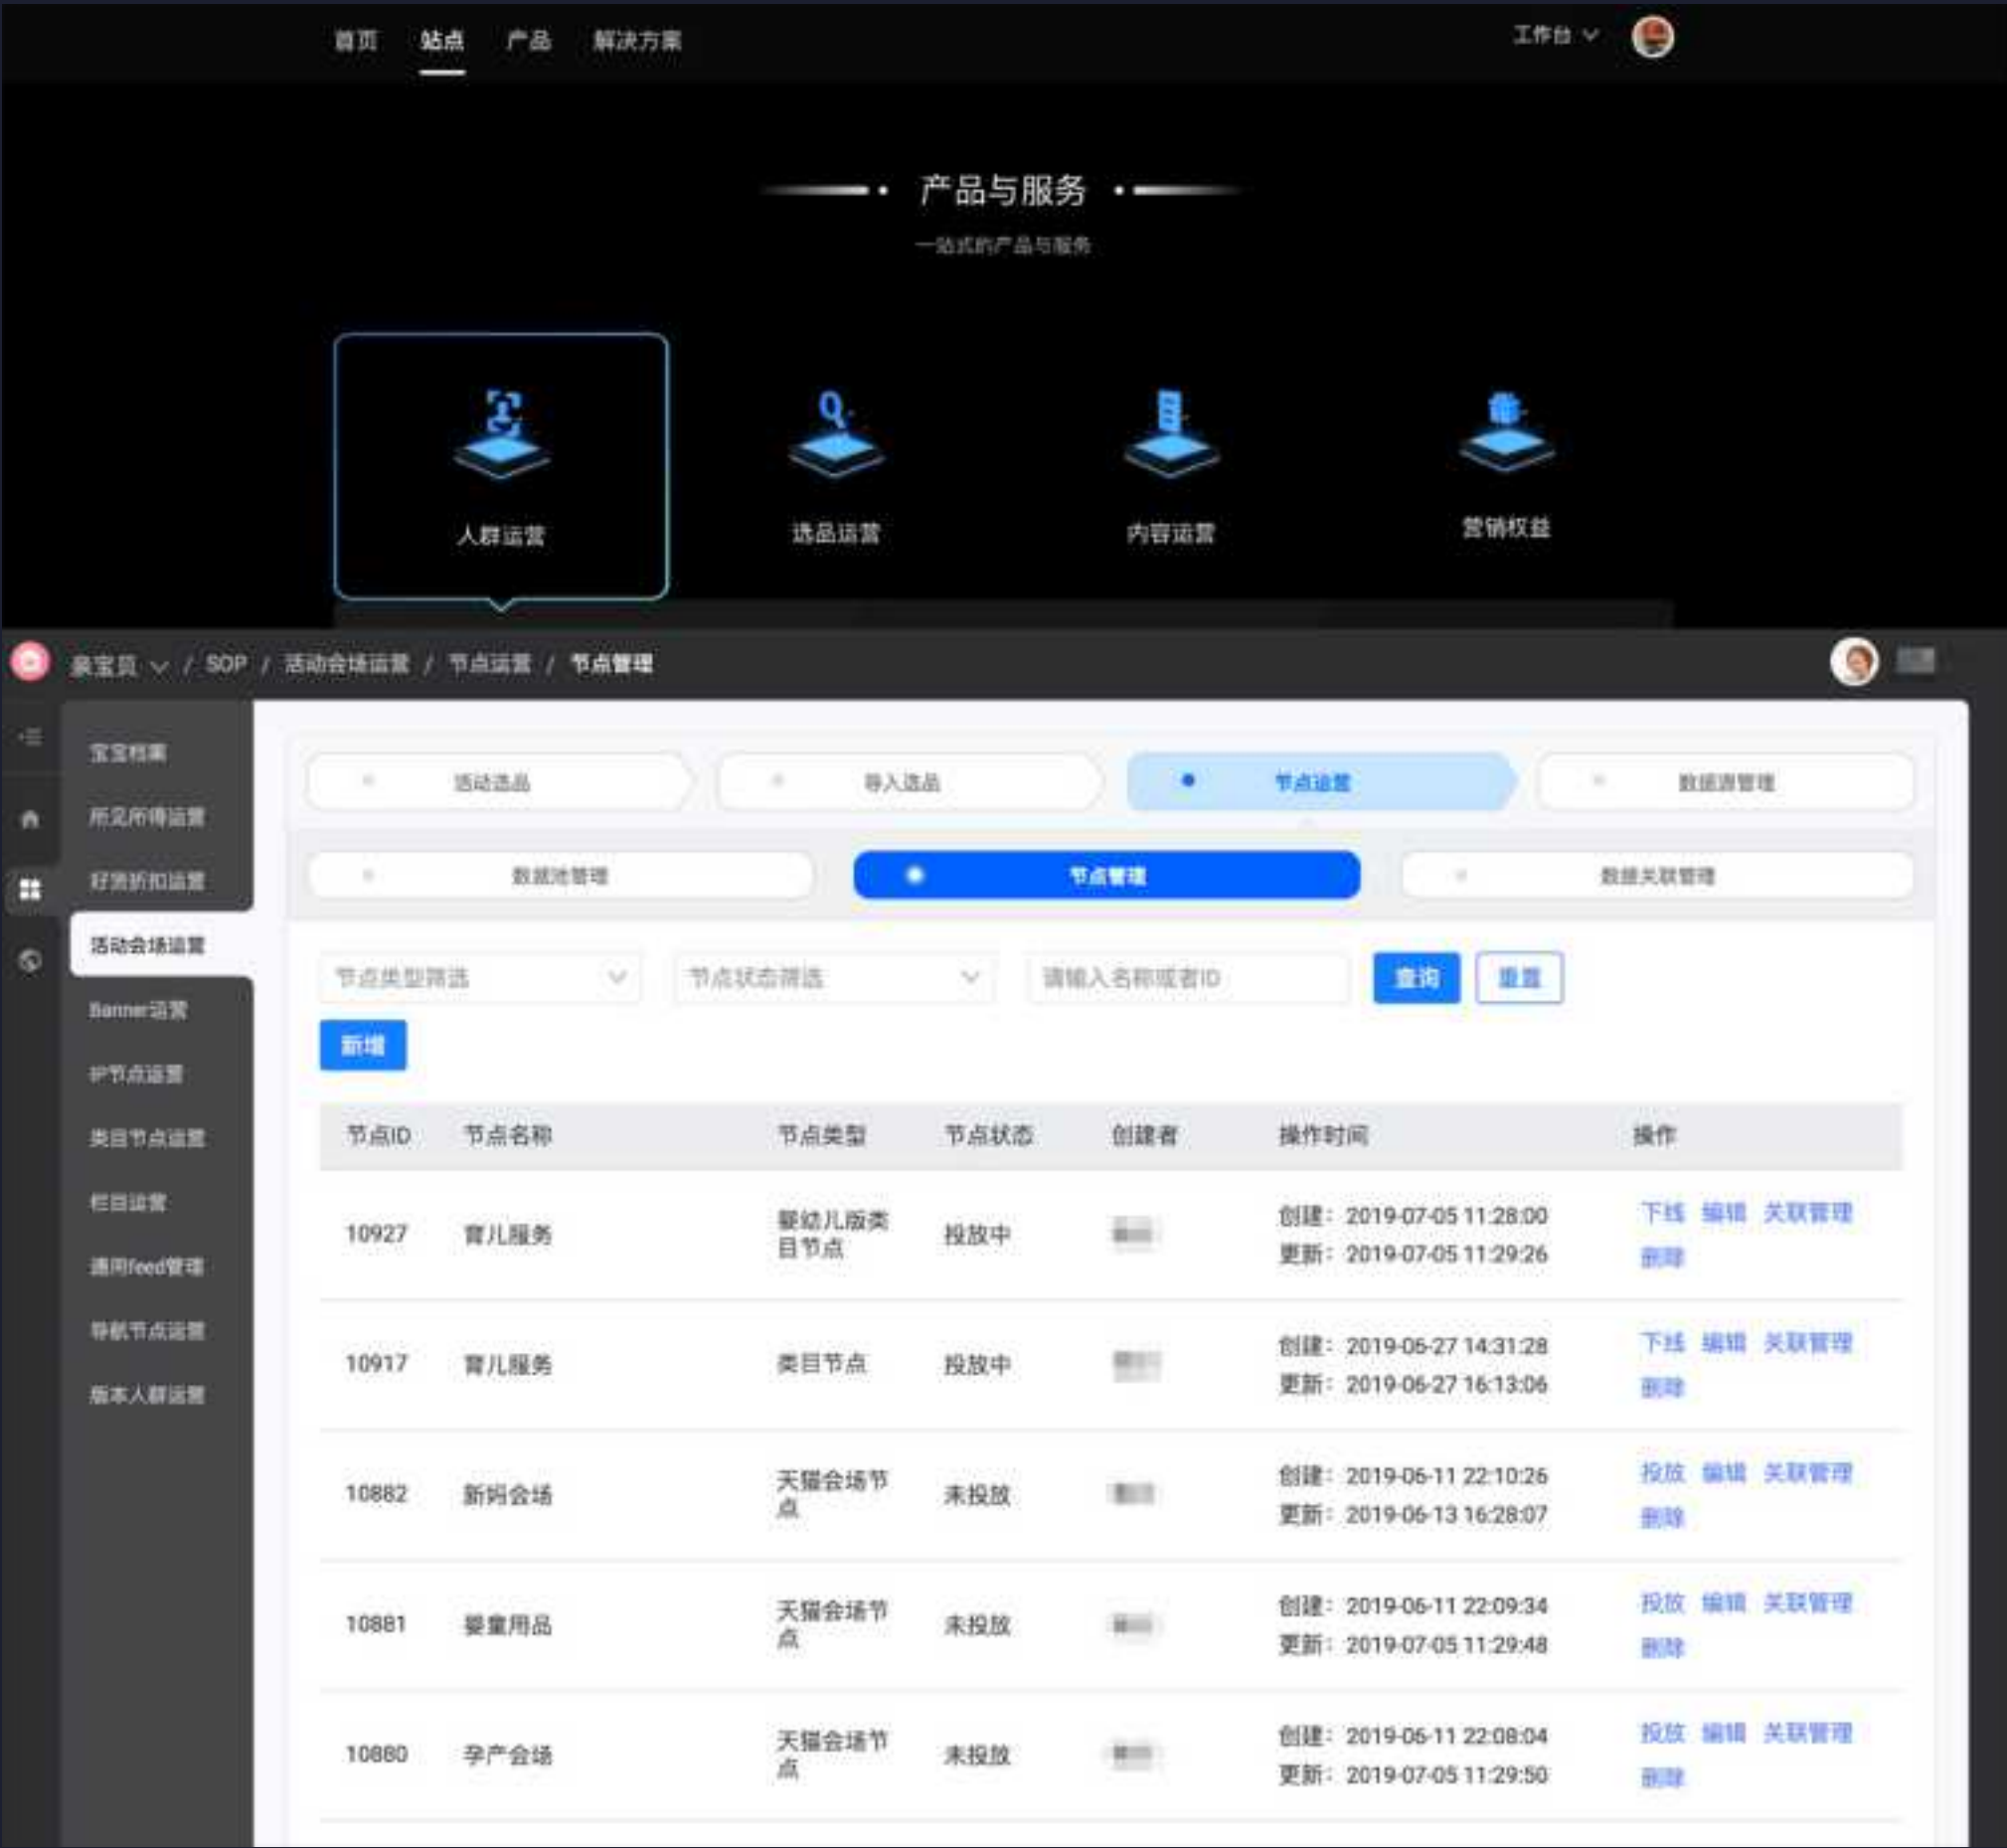 首页 站点 产品 解决方案 工作台
产品与服务
一站式的产品与服务
人群运营 选品运营 内容运营 营销权益
亲宝贝 / SOP / 活动会场运营 / 节点运营 / 节点管理
宝宝档案
所见所得运营
好货折扣运营
活动会场运营
Banner运营
IP节点运营
类目节点运营
栏目运营
通用feed管理
导航节点运营
版本人群运营
活动选品 导入选品 节点运营 数据源管理
数据池管理 节点管理 数据关联管理
节点类型筛选 节点状态筛选 请输入名称或者ID 查询 重置
新增
节点ID 节点名称 节点类型 节点状态 创建者 操作时间 操作
10927 育儿服务 婴幼儿版类目节点 投放中 创建：2019-07-05 11:28:00 下线 编辑 关联管理
更新：2019-07-05 11:29:26 删除
10917 育儿服务 类目节点 投放中 创建：2019-06-27 14:31:28 下线 编辑 关联管理
更新：2019-06-27 16:13:06 删除
10882 新妈会场 天猫会场节点 未投放 创建：2019-06-11 22:10:26 投放 编辑 关联管理
更新：2019-06-13 16:28:07 删除
10881 婴童用品 天猫会场节点 未投放 创建：2019-06-11 22:09:34 投放 编辑 关联管理
更新：2019-07-05 11:29:48 删除
10880 孕产会场 天猫会场节点 未投放 创建：2019-06-11 22:08:04 投放 编辑 关联管理
更新：2019-07-05 11:29:50 删除